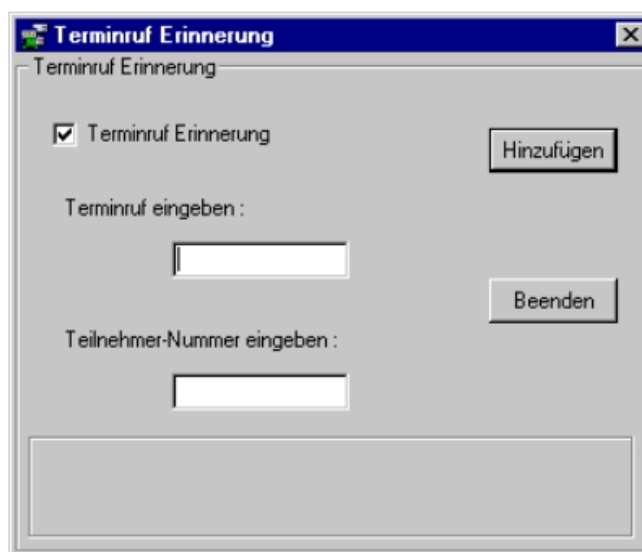 Terminruf Erinnerung
Terminruf Erinnerung
Terminruf Erinnerung
Hinzufügen
Terminruf eingeben :
Beenden
Teilnehmer-Nummer eingeben :